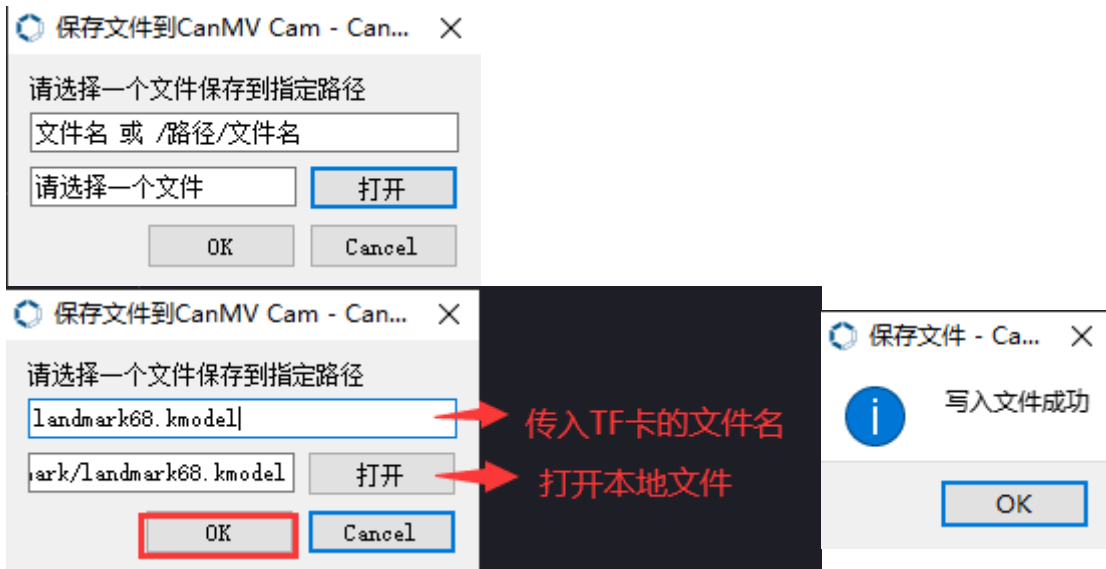 保存文件到CanMV Cam - Can...
请选择一个文件保存到指定路径
文件名 或 /路径/文件名
请选择一个文件
打开
OK
Cancel
保存文件到CanMV Cam - Can...
请选择一个文件保存到指定路径
landmark68.kmodel
传入TF卡的文件名
ark/landmark68.kmodel
打开
打开本地文件
OK
Cancel
保存文件 - Ca...
写入文件成功
OK